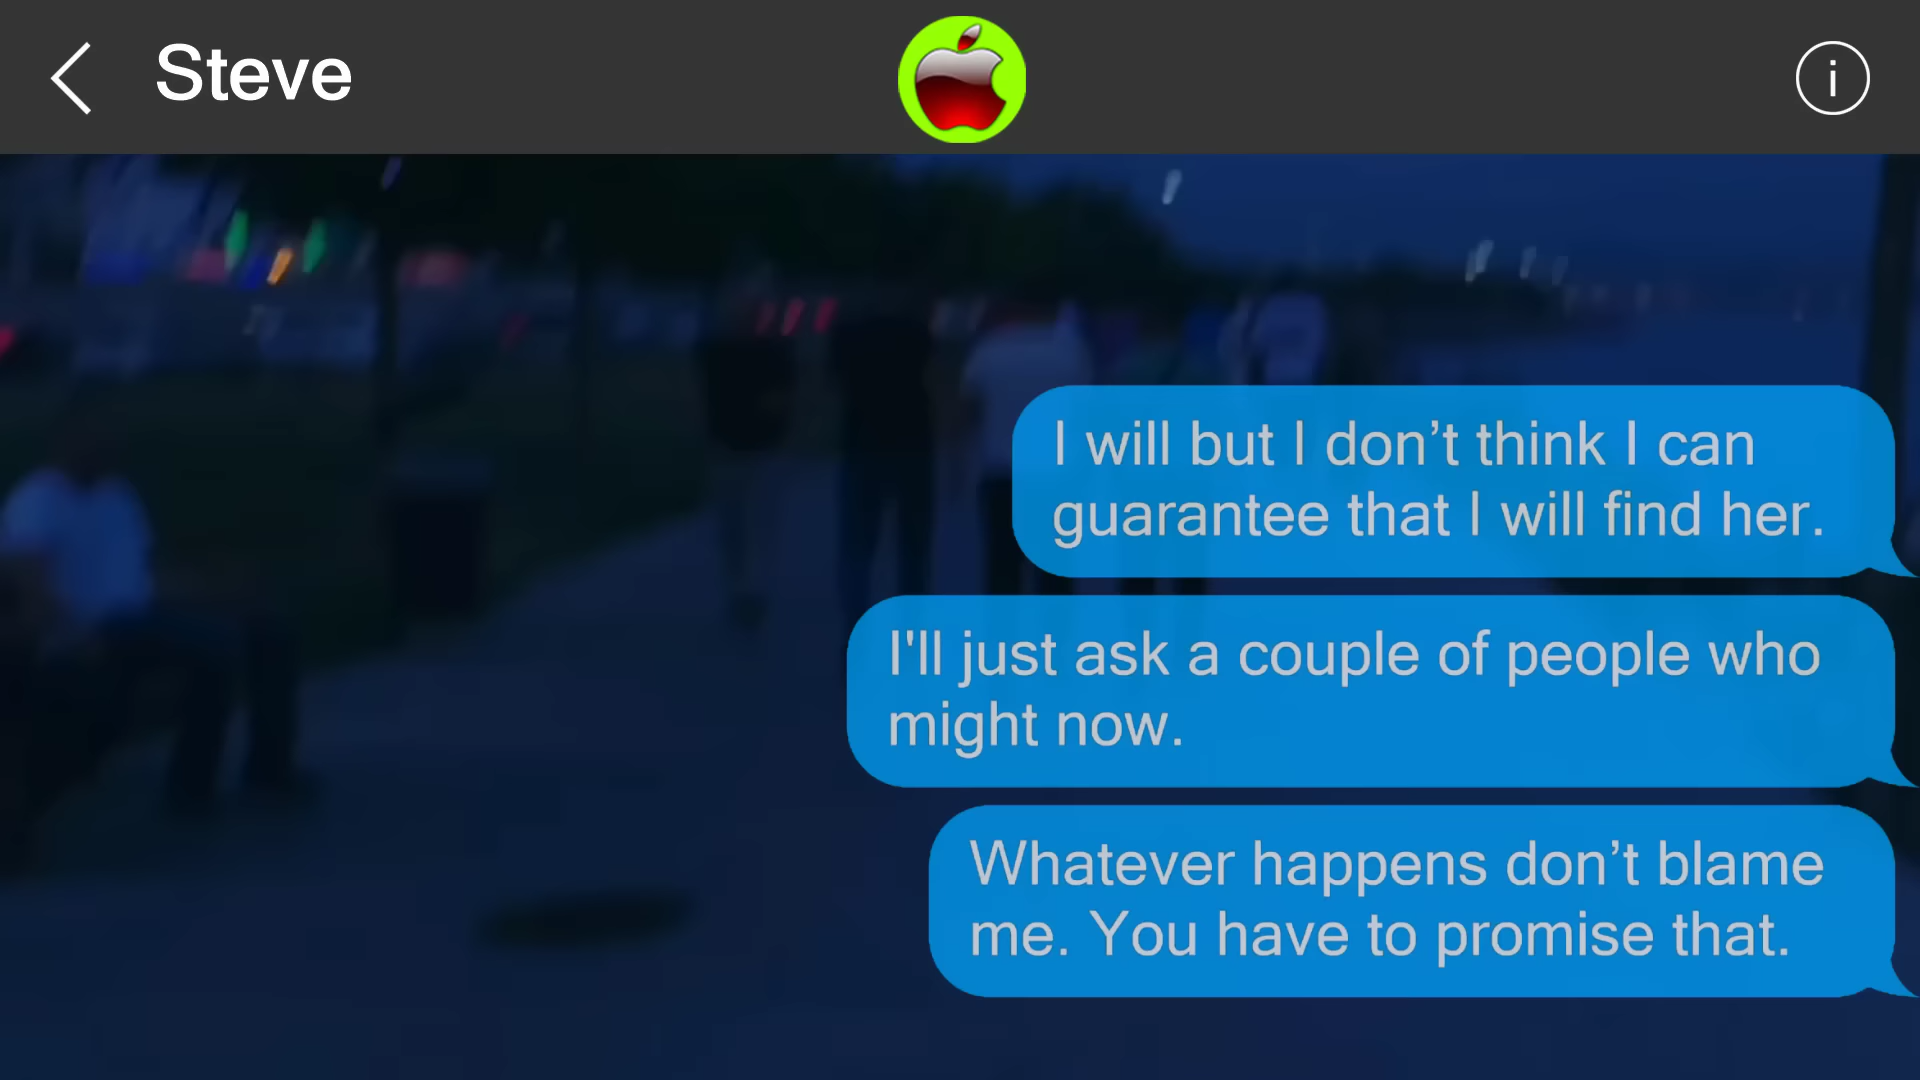 Steve
I will but I don’t think I can
guarantee that I will find her.
I'll just ask a couple of people who
might now.
Whatever happens don’t blame
me. You have to promise that.